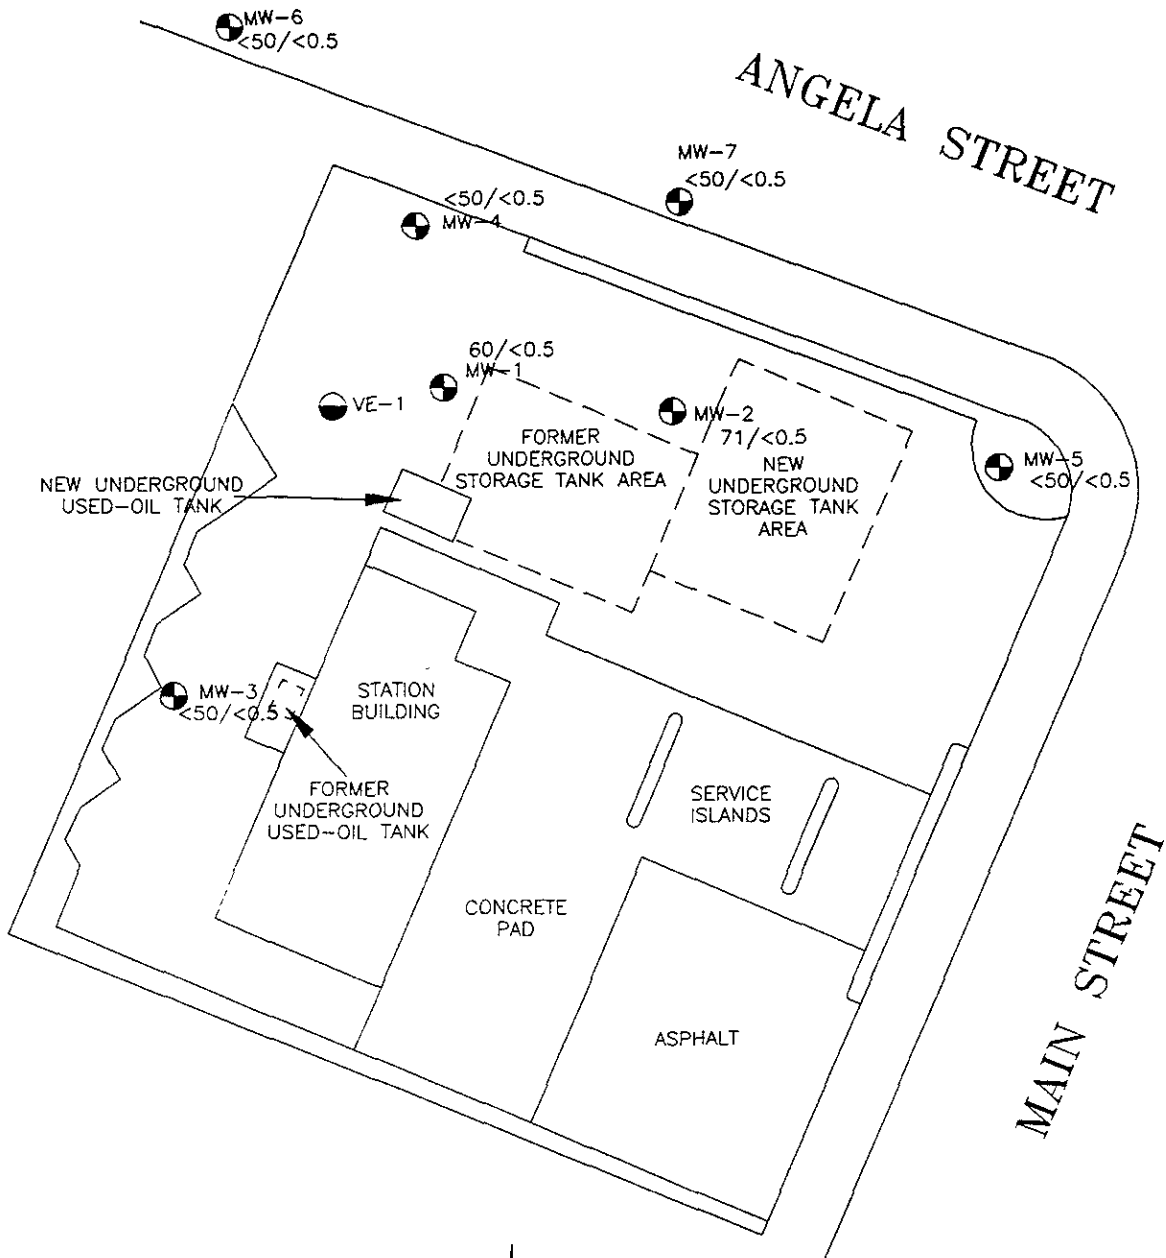 MW-6
<50/<0.5
ANGELA STREET
MW-7
<50/<0.5
<50/<0.5
MW-4
60/<0.5
MW-1
VE-1
MW-2
71/<0.5
MW-5
<50/<0.5
FORMER
UNDERGROUND
STORAGE TANK AREA
NEW
UNDERGROUND
STORAGE TANK
AREA
NEW UNDERGROUND
USED-OIL TANK
MW-3
<50/<0.5
STATION
BUILDING
FORMER
UNDERGROUND
USED-OIL TANK
SERVICE
ISLANDS
CONCRETE
PAD
ASPHALT
MAIN STREET